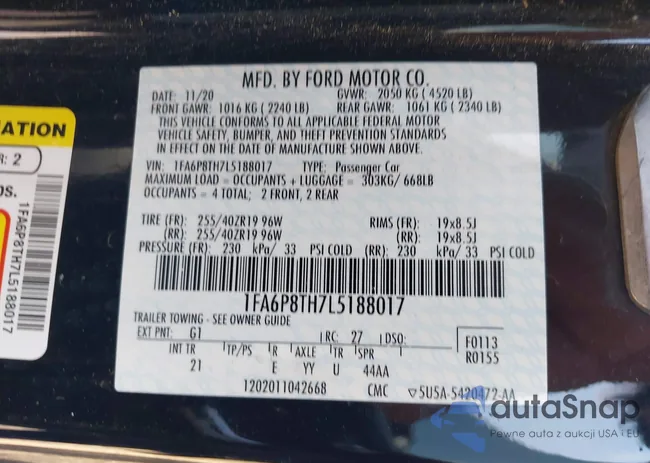 MFD. BY FORD MOTOR CO.
DATE: 11/20 GVWR: 2050 KG ( 4520 LB)
FRONT GAWR: 1016 KG ( 2240 LB) REAR GAWR: 1061 KG ( 2340 LB)
THIS VEHICLE CONFORMS TO ALL APPLICABLE FEDERAL MOTOR
VEHICLE SAFETY, BUMPER, AND THEFT PREVENTION STANDARDS
IN EFFECT ON THE DATE OF MANUFACTURE SHOWN ABOVE.
VIN: 1FA6P8TH7L5188017 TYPE: Passenger Car
MAXIMUM LOAD = OCCUPANTS + LUGGAGE = 303KG/ 668LB
OCCUPANTS = 4 TOTAL; 2 FRONT, 2 REAR
TIRE (FR): 255/40ZR19 96W RIMS (FR): 19x8.5J
(RR): 255/40ZR19 96W (RR): 19x8.5J
PRESSURE (FR): 230 kPa/ 33 PSI COLD (RR): 230 kPa/ 33 PSI COLD
1FA6P8TH7L5188017
TRAILER TOWING - SEE OWNER GUIDE
EXT PNT: G1 RC: 27 DSO: F0113
R0155
INT TR TP/PS R AXLE TR SPR
21 E YY U 44AA
1202011042668 CMC 5U5A-5420472-AA
MATION
R: 2
os.
1FA6P8TH7L5188017
autoSnap
Pewne auta z aukcji USA i EU